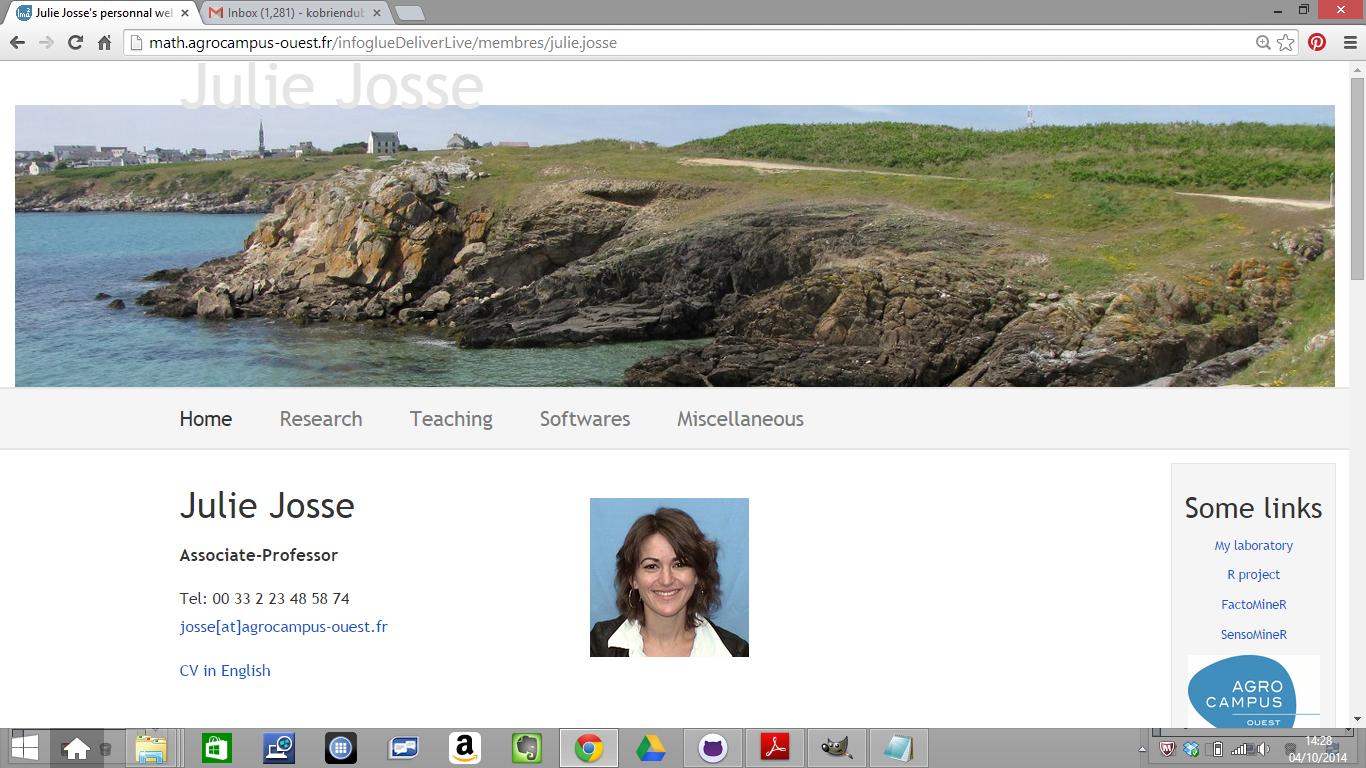 Julie Josse's personnal we
Inbox (1,281) - kobriendub
math.agrocampus-ouest.fr/infoglueDeliverLive/membres/julie.josse
Julie Josse
Home Research Teaching Softwares Miscellaneous
Julie Josse
Associate-Professor
Tel: 00 33 2 23 48 58 74
josse[at]agrocampus-ouest.fr
CV in English
Some links
My laboratory
R project
FactoMineR
SensoMineR
AGRO
CAMPUS
OUEST
14:28
04/10/2014